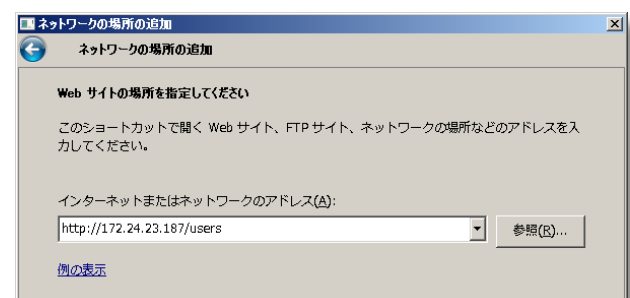 ネットワークの場所の追加
ネットワークの場所の追加
Web サイトの場所を指定してください
このショートカットで開く Web サイト、FTP サイト、ネットワークの場所などのアドレスを入
力してください。
インターネットまたはネットワークのアドレス(A):
http://172.24.23.187/users
参照(R)...
例の表示